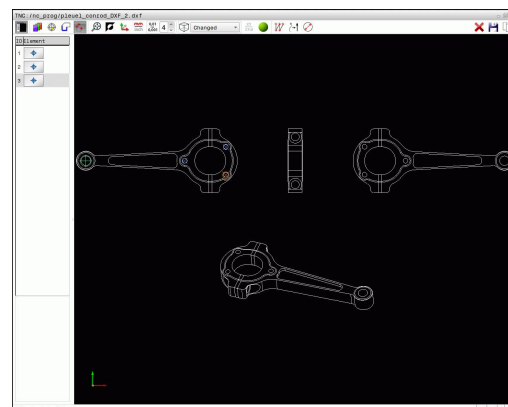 TNC:/nc_prog/pleuel_conrod_DXF_2.dxf
4 Changed
ID Element
1
2
3